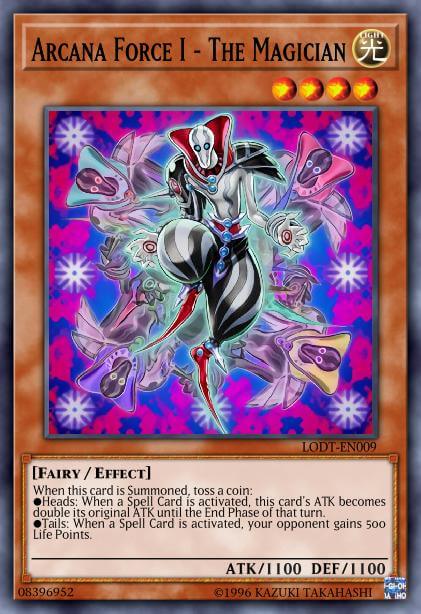 Arcana Force I - The Magician
LIGHT
光
LODT-EN009
[Fairy / Effect]
When this card is Summoned, toss a coin:
●Heads: When a Spell Card is activated, this card's ATK becomes
double its original ATK until the End Phase of that turn.
●Tails: When a Spell Card is activated, your opponent gains 500
Life Points.
ATK/1100 DEF/1100
08396952
©1996 KAZUKI TAKAHASHI